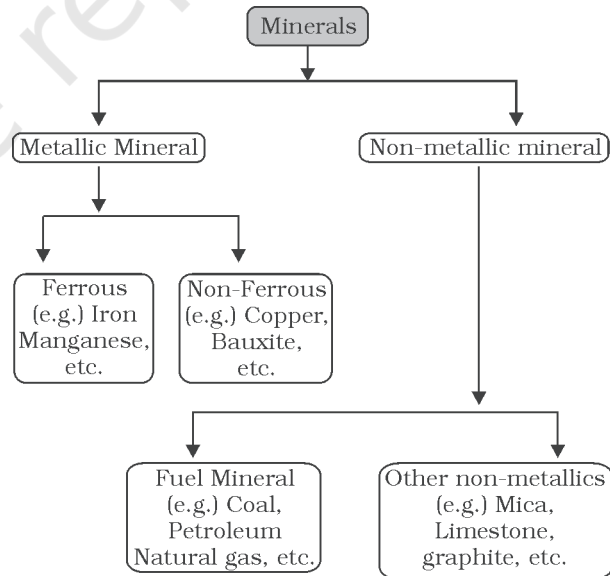 Minerals
Metallic Mineral
Non-metallic mineral
Ferrous
(e.g.) Iron
Manganese,
etc.
Non-Ferrous
(e.g.) Copper,
Bauxite,
etc.
Fuel Mineral
(e.g.) Coal,
Petroleum
Natural gas, etc.
Other non-metallics
(e.g.) Mica,
Limestone,
graphite, etc.